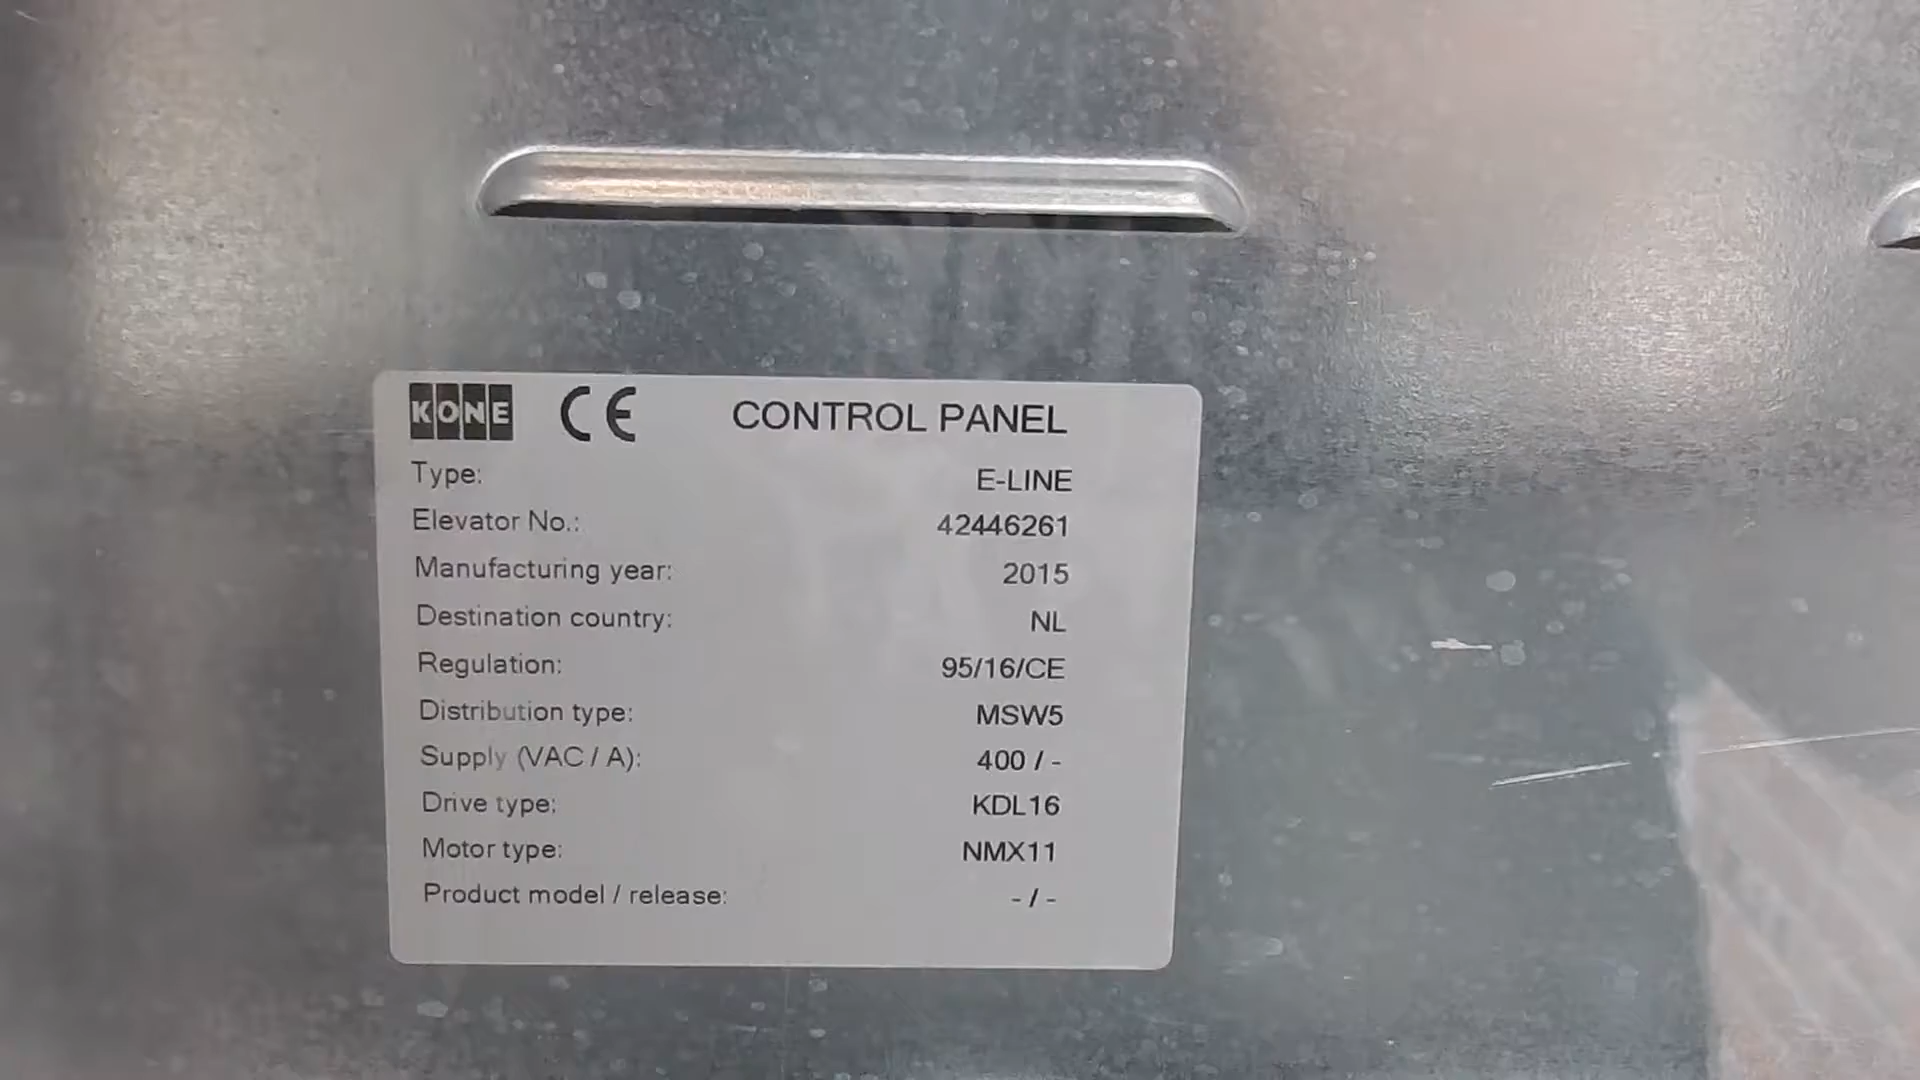 KONE CE CONTROL PANEL
Type: E-LINE
Elevator No.: 42446261
Manufacturing year: 2015
Destination country: NL
Regulation: 95/16/CE
Distribution type: MSW5
Supply (VAC / A): 400 / -
Drive type: KDL16
Motor type: NMX11
Product model / release: - / -